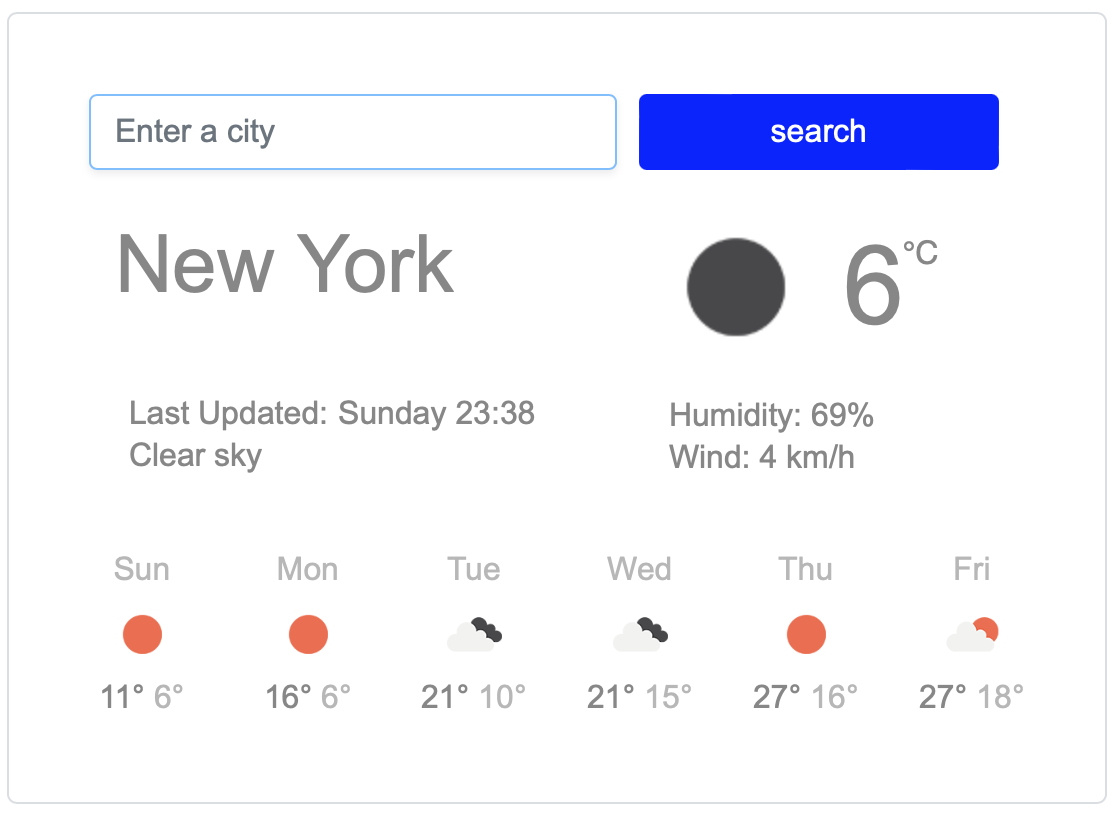 Enter a city
search
New York
6°C
Last Updated: Sunday 23:38
Clear sky
Humidity: 69%
Wind: 4 km/h
Sun Mon Tue Wed Thu Fri
11° 6° 16° 6° 21° 10° 21° 15° 27° 16° 27° 18°